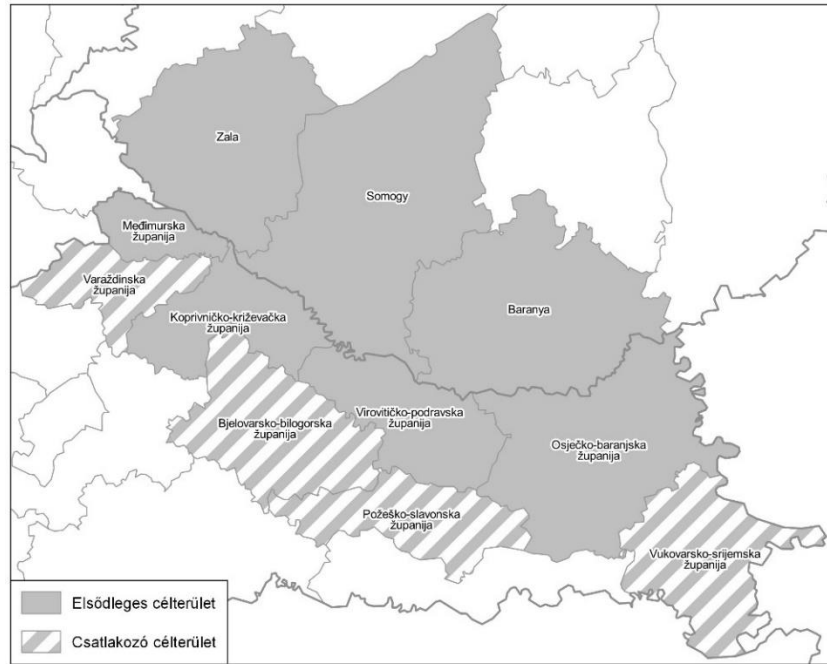 Zala
Somogy
Međimurska
županija
Varaždinska
županija
Koprivničko-križevačka
županija
Baranya
Virovitičko-podravska
županija
Bjelovarsko-bilogorska
županija
Osječko-baranjska
županija
Požeško-slavonska
županija
Vukovarsko-srijemska
županija
Elsődleges célterület
Csatlakozó célterület